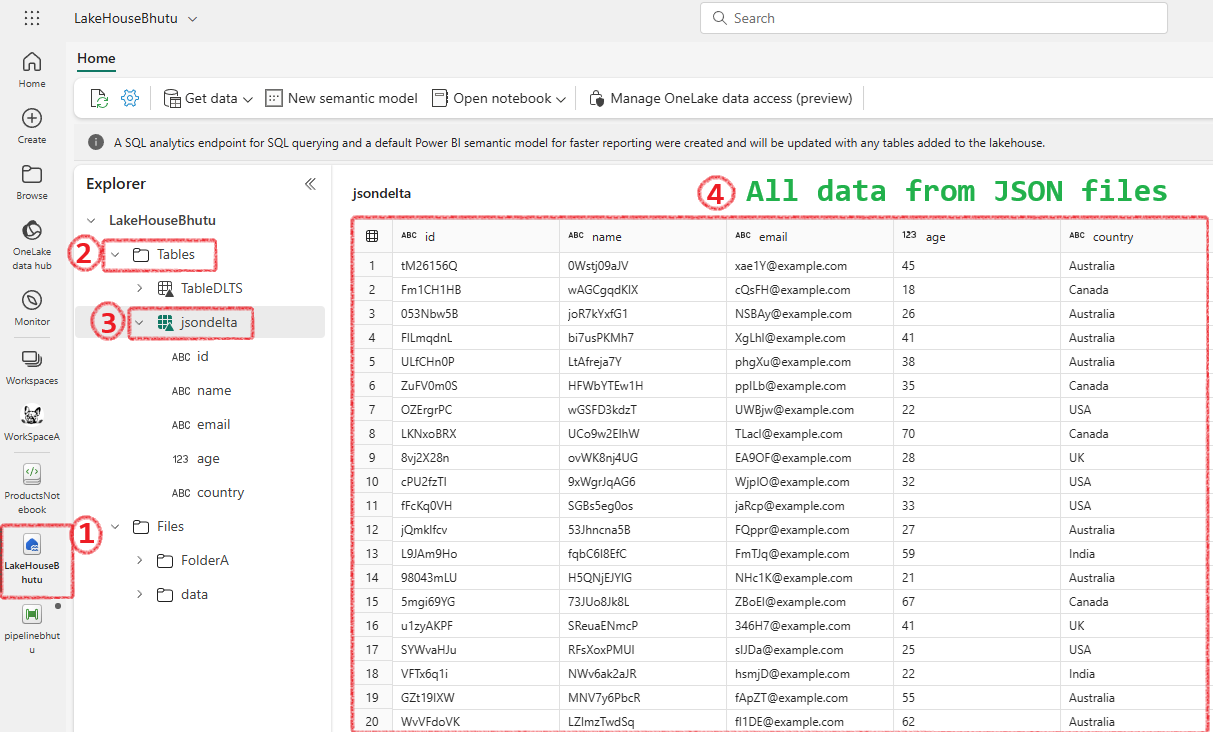 LakeHouseBhutu
Search
Home
Home
Get data
New semantic model
Open notebook
Manage OneLake data access (preview)
Create
A SQL analytics endpoint for SQL querying and a default Power BI semantic model for faster reporting were created and will be updated with any tables added to the lakehouse.
Browse
OneLake
data hub
Monitor
Workspaces
WorkSpaceA
ProductsNot
ebook
LakeHouseB
hutu
pipelinebhut
u
Explorer
LakeHouseBhutu
2
Tables
TableDLTS
3
jsondelta
ABC id
ABC name
ABC email
123 age
ABC country
1
Files
FolderA
data
jsondelta
4 All data from JSON files
ABC id ABC name ABC email 123 age ABC country
1 tM26156Q 0Wstj09aJV xae1Y@example.com 45 Australia
2 Fm1CH1HB wAGCgqdKIX cQsFH@example.com 18 Canada
3 053Nbw5B joR7kYxfG1 NSBAy@example.com 26 Australia
4 FILmqdnL bi7usPKMh7 XgLhl@example.com 41 Australia
5 ULfCHn0P LtAfreja7Y phgXu@example.com 38 Australia
6 ZuFV0m0S HFWbYTEw1H ppILb@example.com 35 Canada
7 OZErgrPC wGSFD3kdzT UWBjw@example.com 22 USA
8 LKNxoBRX UCo9w2ElhW TLacl@example.com 70 Canada
9 8vj2X28n ovWK8nj4UG EA9OF@example.com 28 UK
10 cPU2fzTI 9xWgrJqAG6 WjpIO@example.com 32 USA
11 fFcKq0VH SGBs5eg0os jaRcp@example.com 33 USA
12 jQmklfcv 53Jhncna5B FQppr@example.com 27 Australia
13 L9JAm9Ho fqbC6I8EfC FmTJq@example.com 59 India
14 98043mLU H5QNjEJYlG NHc1K@example.com 21 Australia
15 5mgi69YG 73JUo8Jk8L ZBoEI@example.com 67 Canada
16 u1zyAKPF SReuaENmcP 346H7@example.com 41 UK
17 SYWvaHJu RFsXoxPMUI sIJDa@example.com 25 USA
18 VFTx6q1i NWv6ak2aJR hsmjD@example.com 22 India
19 GZt19IXW MNV7y6PbcR fApZT@example.com 55 Australia
20 WvVFdoVK LZImzTwdSq fI1DE@example.com 62 Australia